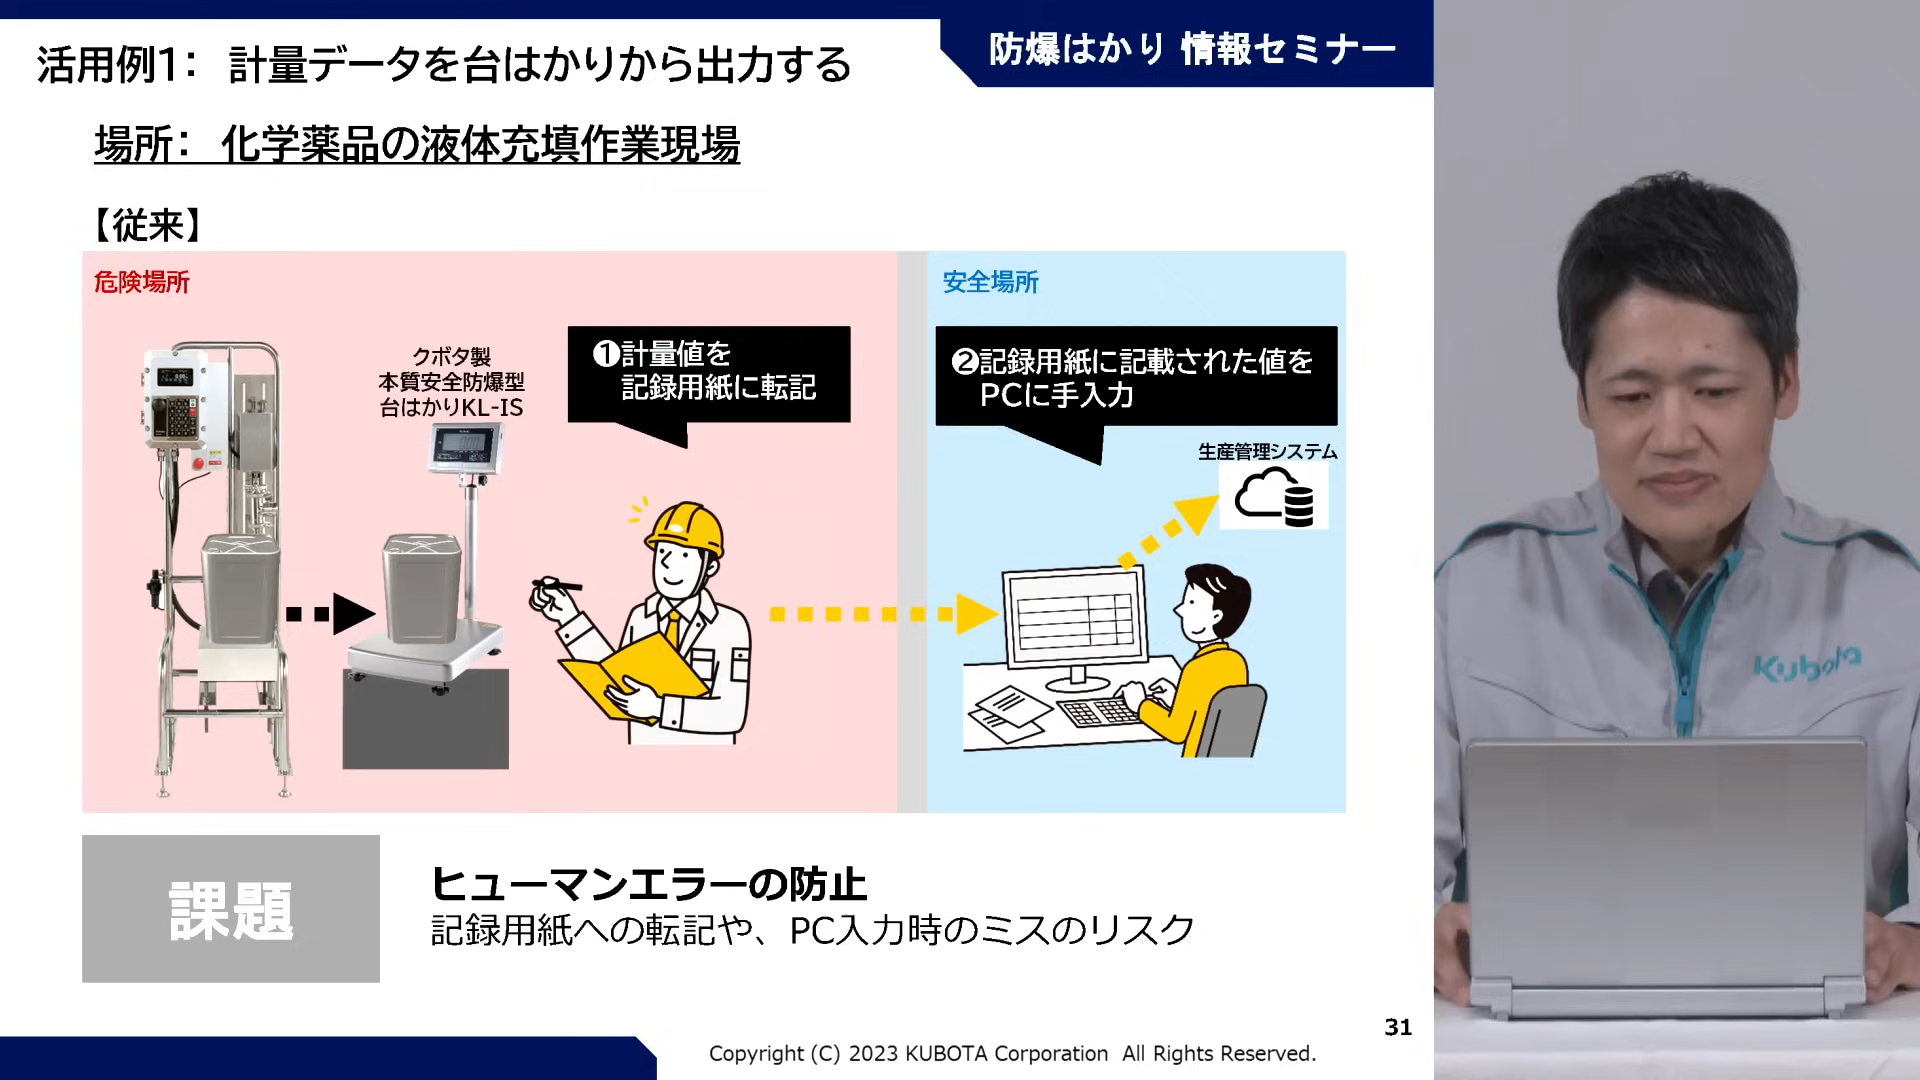 活用例1： 計量データを台はかりから出力する
防爆はかり 情報セミナー
場所： 化学薬品の液体充填作業現場
【従来】
危険場所
クボタ製
本質安全防爆型
台はかりKL-IS
❶計量値を
記録用紙に転記
安全場所
❷記録用紙に記載された値を
PCに手入力
生産管理システム
Kubota
課題
ヒューマンエラーの防止
記録用紙への転記や、PC入力時のミスのリスク
31
Copyright (C) 2023 KUBOTA Corporation All Rights Reserved.